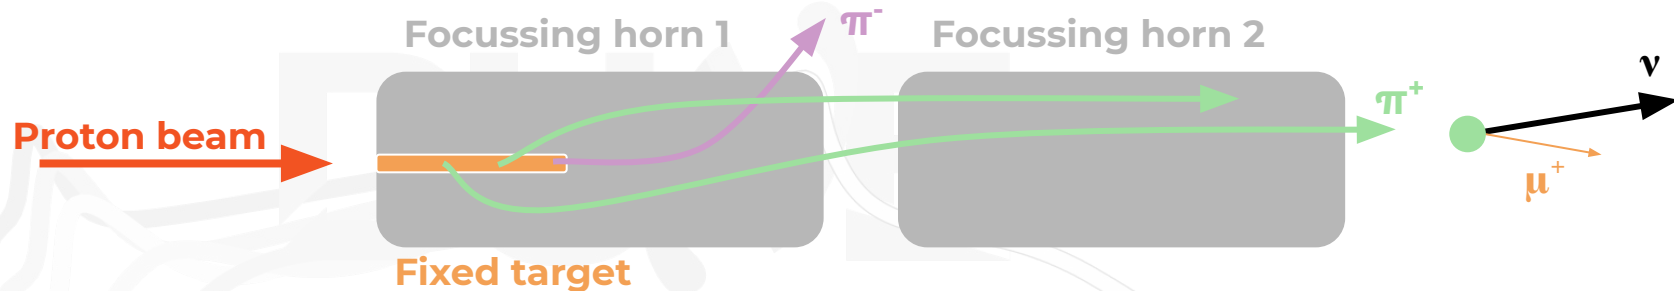 Focussing horn 1
π⁻
Focussing horn 2
ν
π⁺
Proton beam
μ⁺
Fixed target